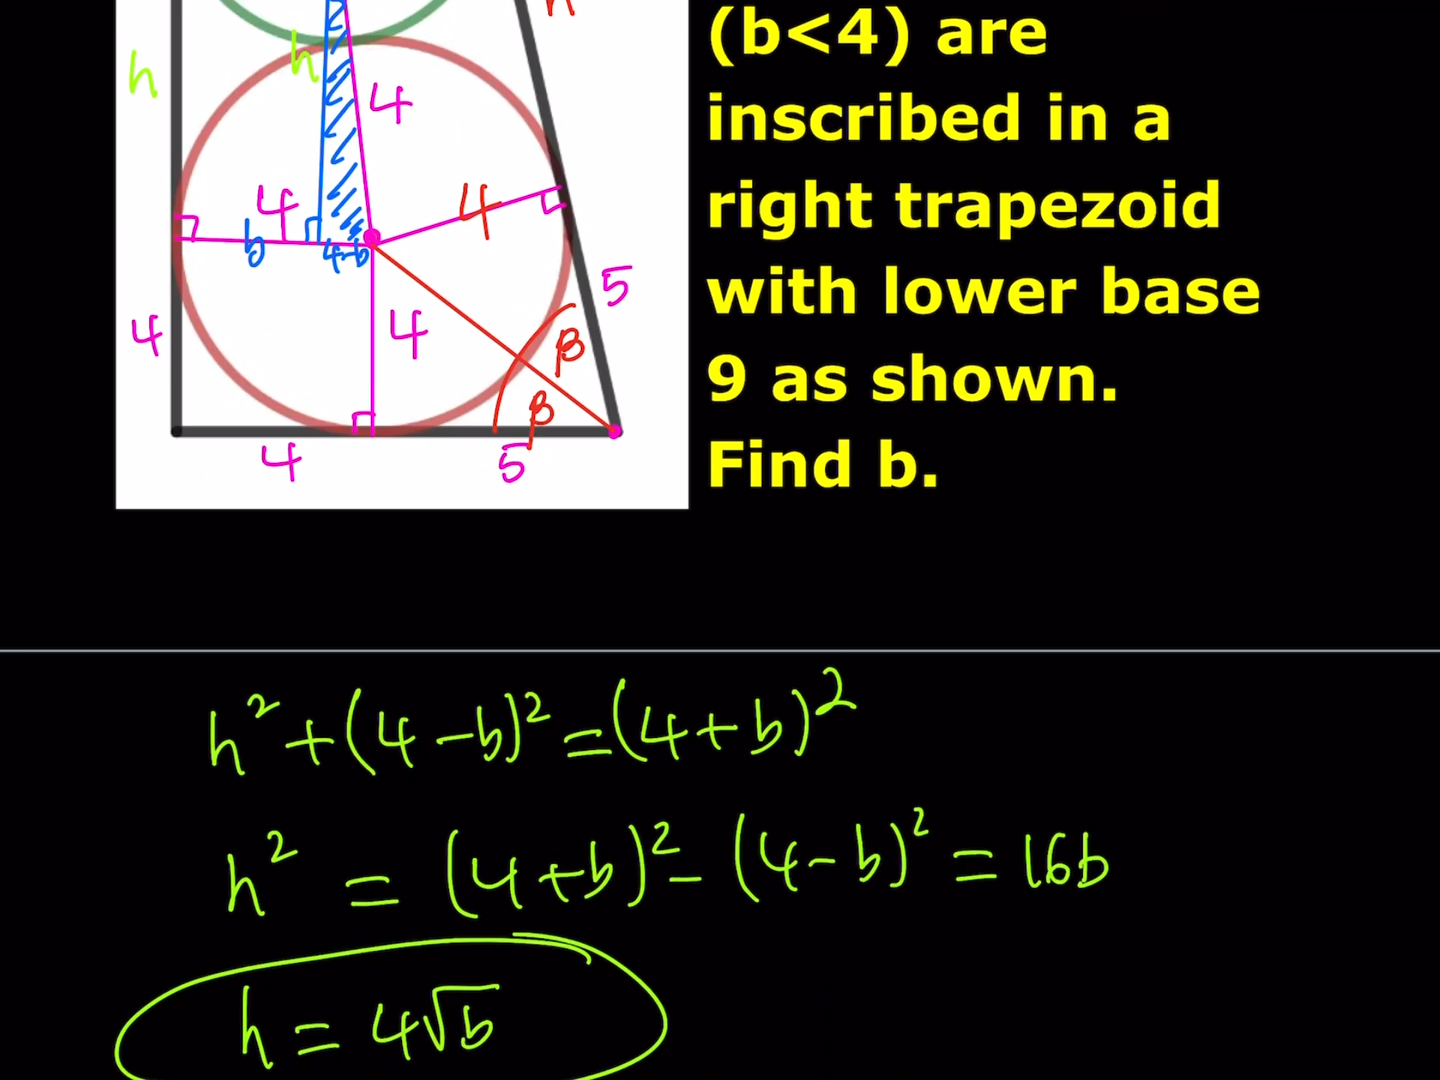 h
h
h
4
4
b
4-b
4
4
4
5
β
β
4
5
(b<4) are
inscribed in a
right trapezoid
with lower base
9 as shown.
Find b.
h² + (4 - b)² = (4 + b)²
h² = (4 + b)² - (4 - b)² = 16b
h = 4√b